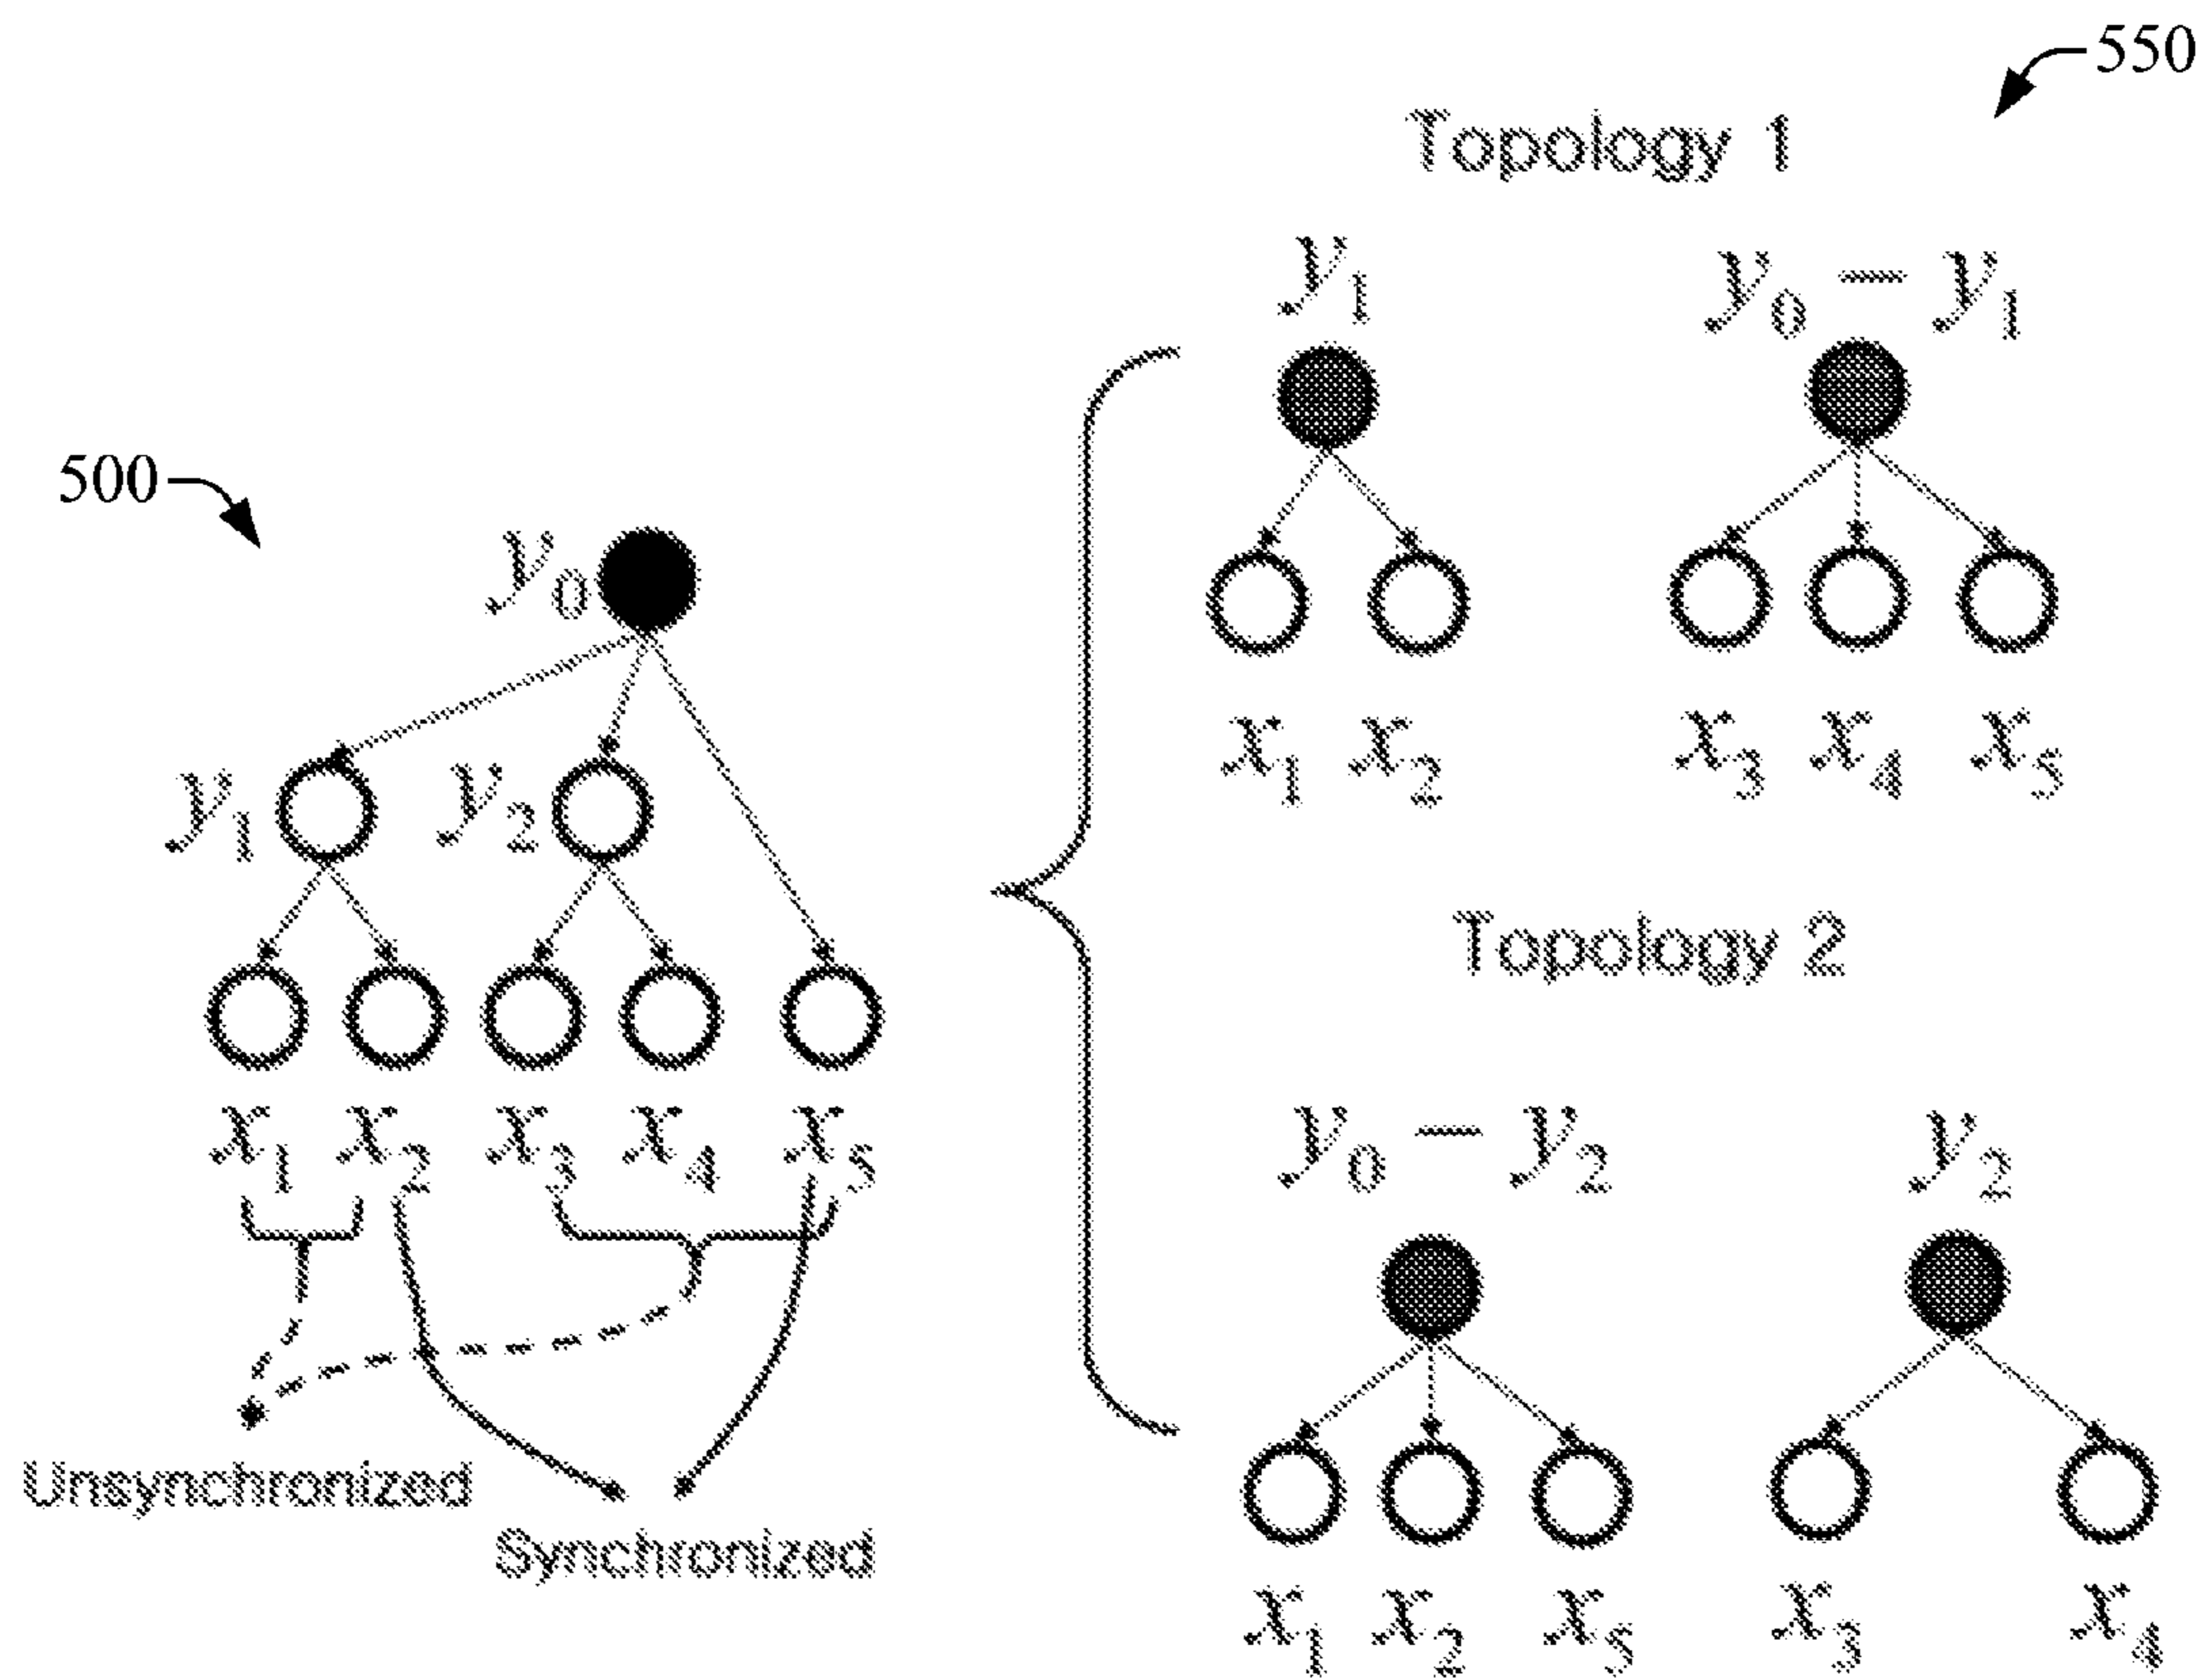 550
Topology 1
y₁ y₀ − y₁
500
y₀
x₁ x₂ x₃ x₄ x₅
y₁ y₂
Topology 2
x₁ x₂ x₃ x₄ x₅
y₀ − y₂ y₂
Unsynchronized
Synchronized
x₁ x₂ x₅ x₃ x₄